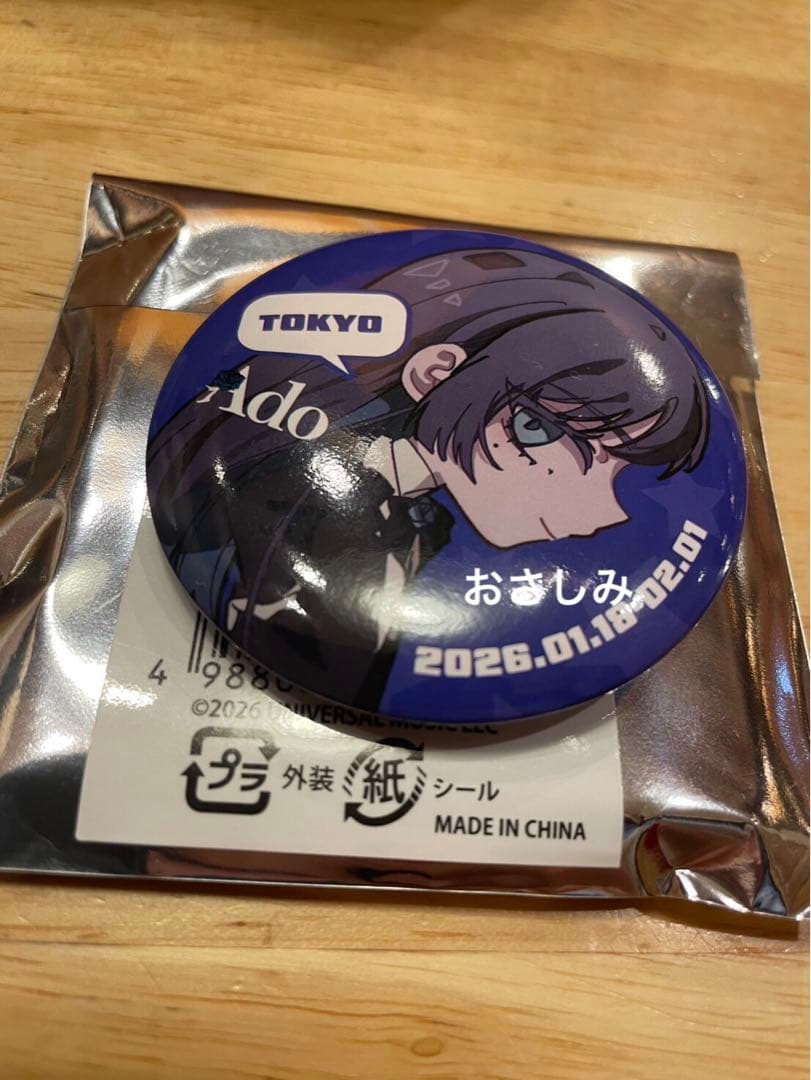 TOKYO
Ado
おさしみ
2026.01.18-02.01
4
©2026 UNIVERSAL MUSIC LLC
プラ 外装 紙 シール
MADE IN CHINA